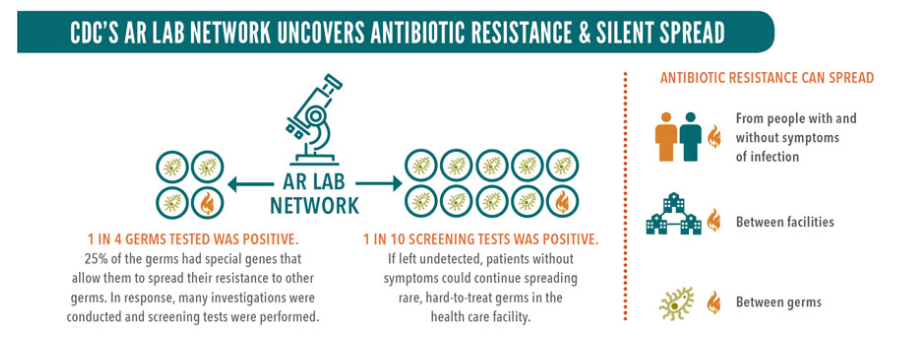 CDC'S AR LAB NETWORK UNCOVERS ANTIBIOTIC RESISTANCE & SILENT SPREAD
AR LAB
NETWORK
1 IN 4 GERMS TESTED WAS POSITIVE.
25% of the germs had special genes that
allow them to spread their resistance to other
germs. In response, many investigations were
conducted and screening tests were performed.
1 IN 10 SCREENING TESTS WAS POSITIVE.
If left undetected, patients without
symptoms could continue spreading
rare, hard-to-treat germs in the
health care facility.
ANTIBIOTIC RESISTANCE CAN SPREAD
From people with and
without symptoms
of infection
Between facilities
Between germs